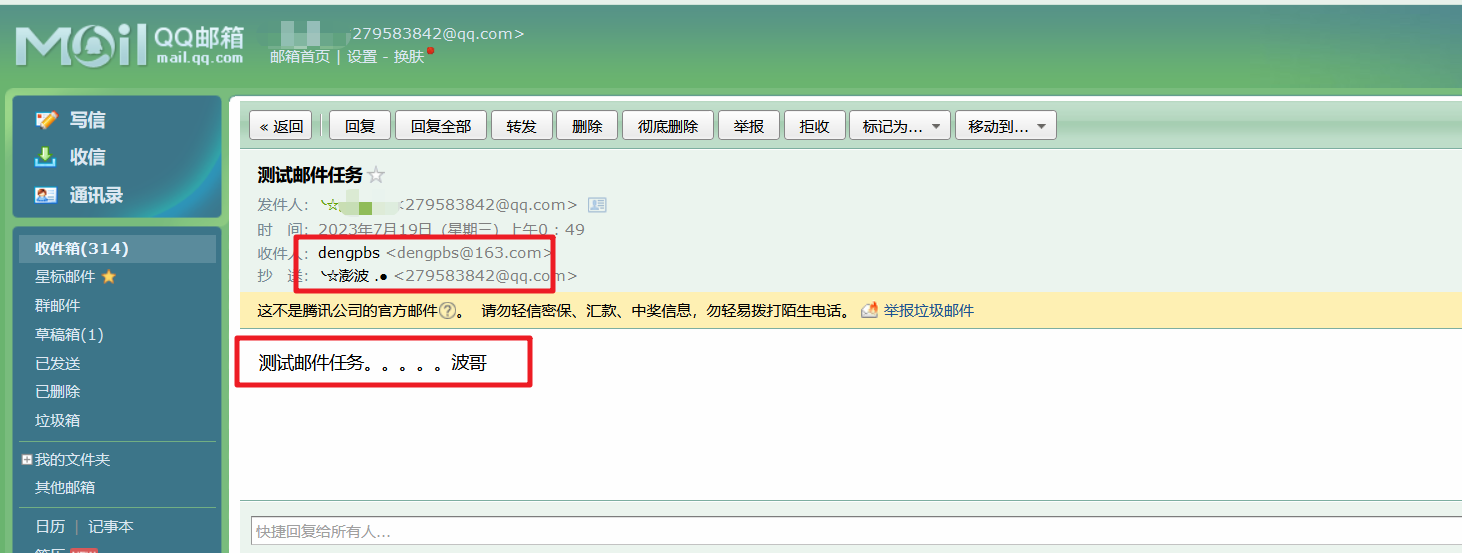 Mail QQ邮箱 279583842@qq.com>
mail.qq.com 邮箱首页 | 设置 - 换肤
写信
收信
通讯录
« 返回 回复 回复全部 转发 删除 彻底删除 举报 拒收 标记为... 移动到...
测试邮件任务
发件人: <279583842@qq.com>
时 间: 2023年7月19日 (星期三) 上午0:49
收件人: dengpbs <dengpbs@163.com>
抄 送: 澎波 .● <279583842@qq.com>
这不是腾讯公司的官方邮件?。 请勿轻信密保、汇款、中奖信息,勿轻易拨打陌生电话。 举报垃圾邮件
测试邮件任务。。。。。波哥
收件箱(314)
星标邮件
群邮件
草稿箱(1)
已发送
已删除
垃圾箱
我的文件夹
其他邮箱
日历 | 记事本
快捷回复给所有人...